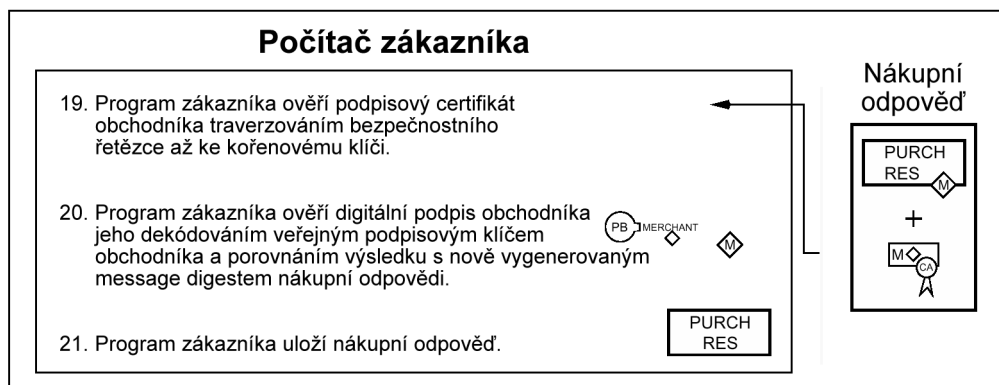 Počítač zákazníka
19. Program zákazníka ověří podpisový certifikát
obchodníka traverzováním bezpečnostního
řetězce až ke kořenovému klíči.
20. Program zákazníka ověří digitální podpis obchodníka
jeho dekódováním veřejným podpisovým klíčem
obchodníka a porovnáním výsledku s nově vygenerovaným
message digestem nákupní odpovědi.
PB MERCHANT
M
21. Program zákazníka uloží nákupní odpověď.
PURCH
RES
Nákupní
odpověď
PURCH
RES
M
+
M
CA